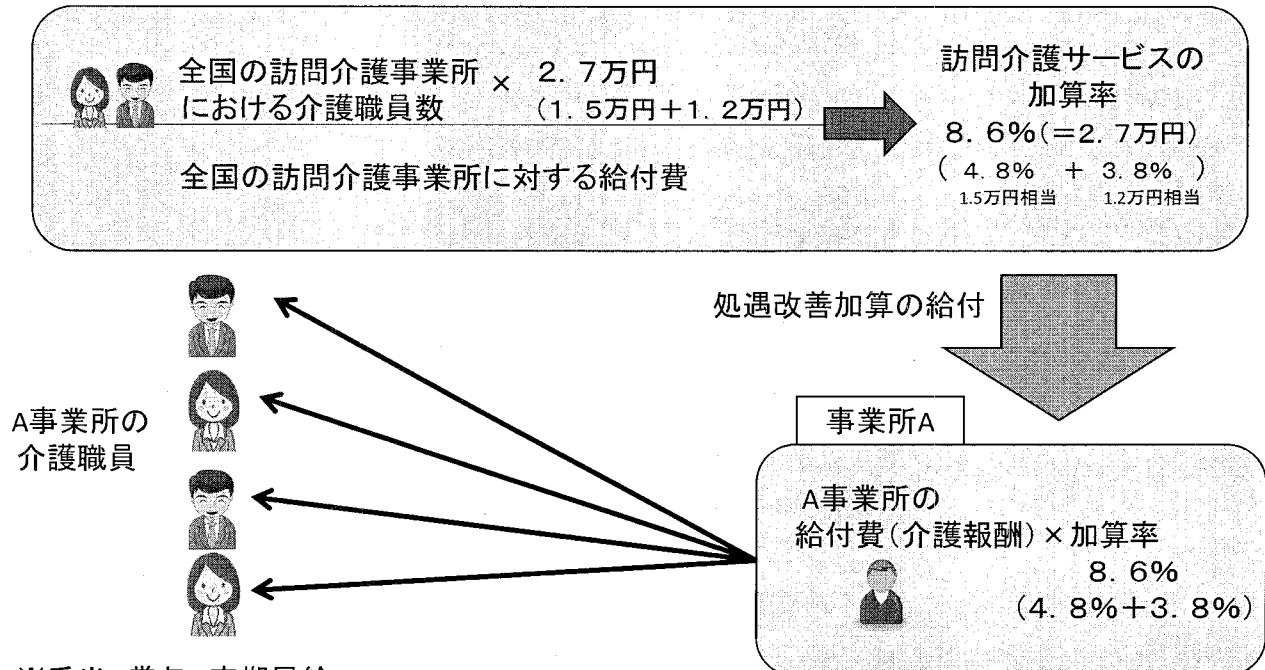 全国の訪問介護事業所 × 2.7万円
における介護職員数 (1.5万円+1.2万円)
全国の訪問介護事業所に対する給付費
訪問介護サービスの
加算率
8.6%(=2.7万円)
( 4.8% + 3.8% )
1.5万円相当 1.2万円相当
処遇改善加算の給付
A事業所の
介護職員
事業所A
A事業所の
給付費(介護報酬)×加算率
8.6%
(4.8%+3.8%)